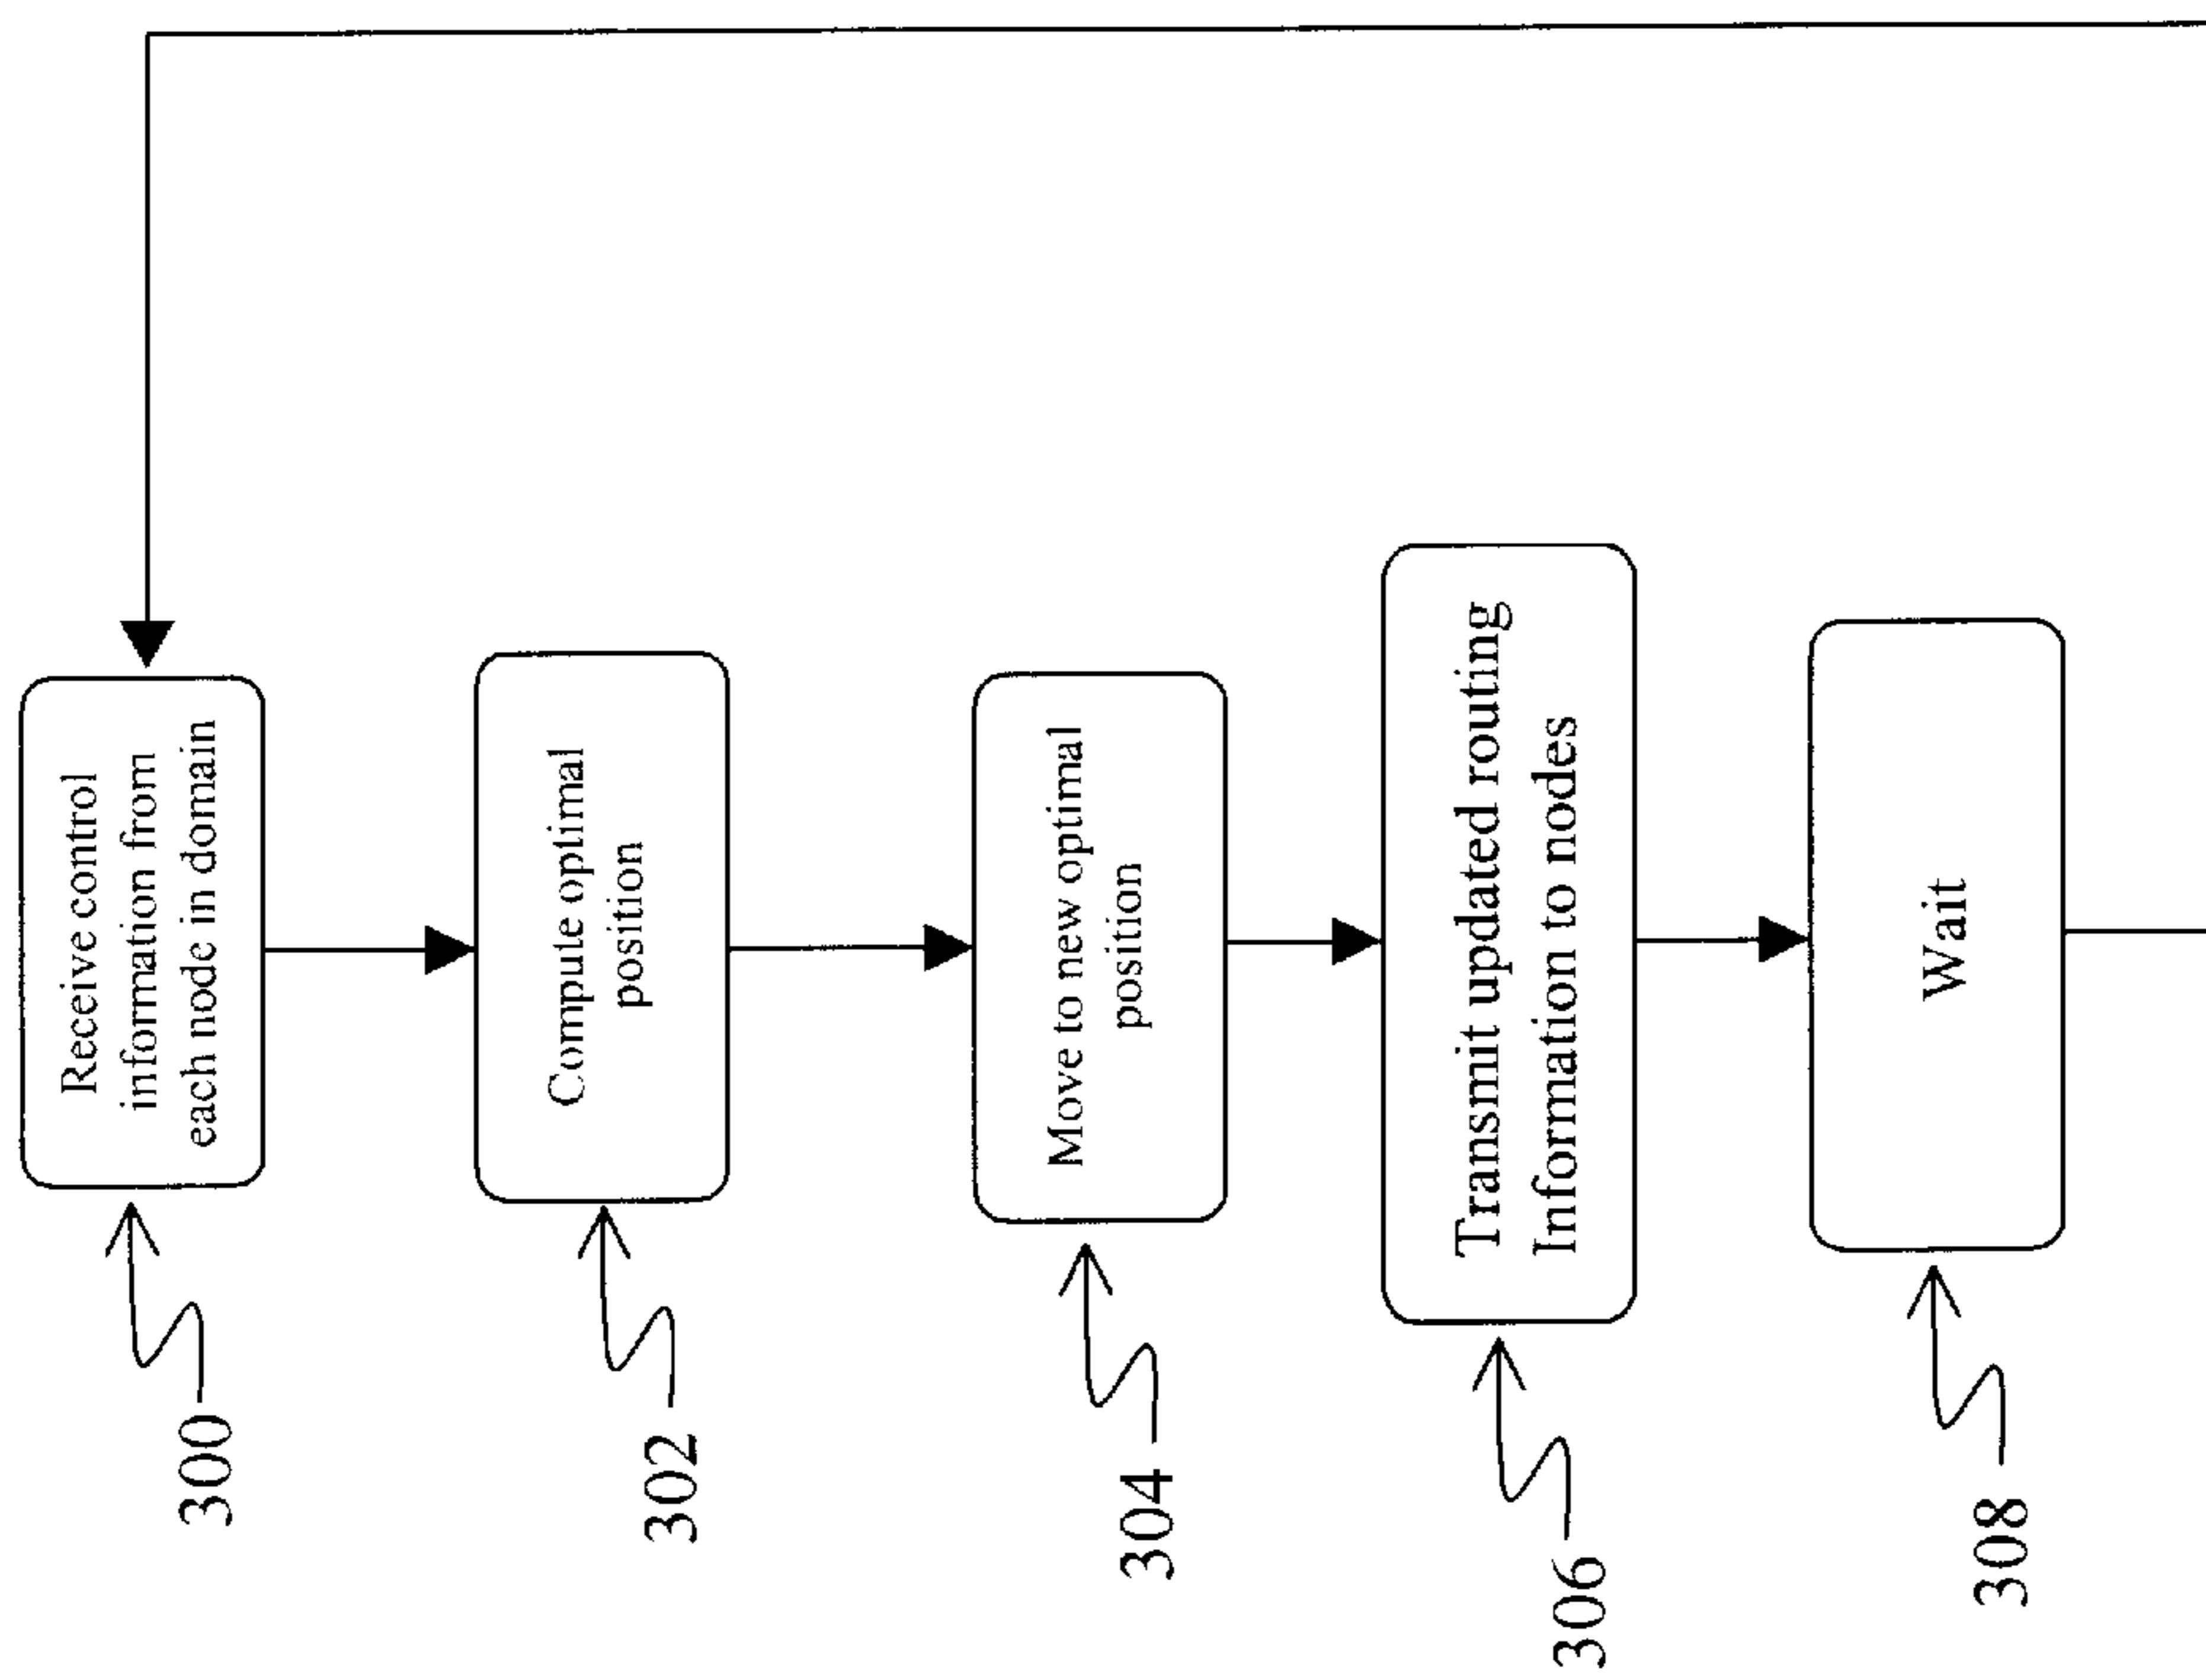 Receive control
information from
each node in domain
300
Compute optimal
position
302
Move to new optimal
position
304
Transmit updated routing
Information to nodes
306
Wait
308